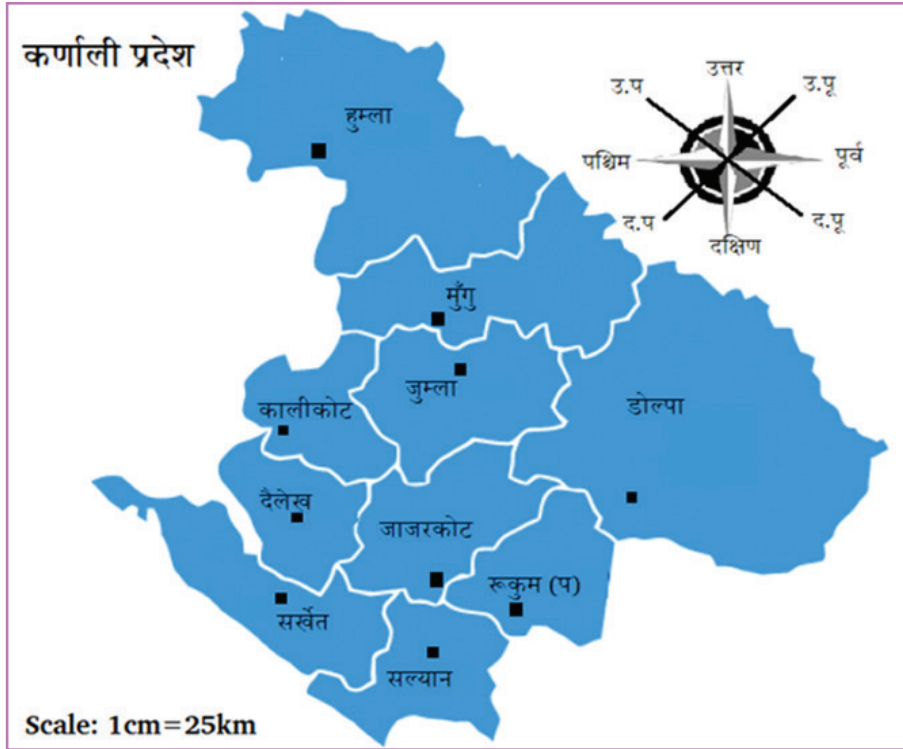 कर्णाली प्रदेश
उत्तर
उ.प
उ.पू
पश्चिम
पूर्व
द.प
द.पू
दक्षिण
हुम्ला
मुँगु
जुम्ला
कालीकोट
डोल्पा
दैलेख
जाजरकोट
रूकुम (प)
सर्खेत
सल्यान
Scale: 1cm=25km